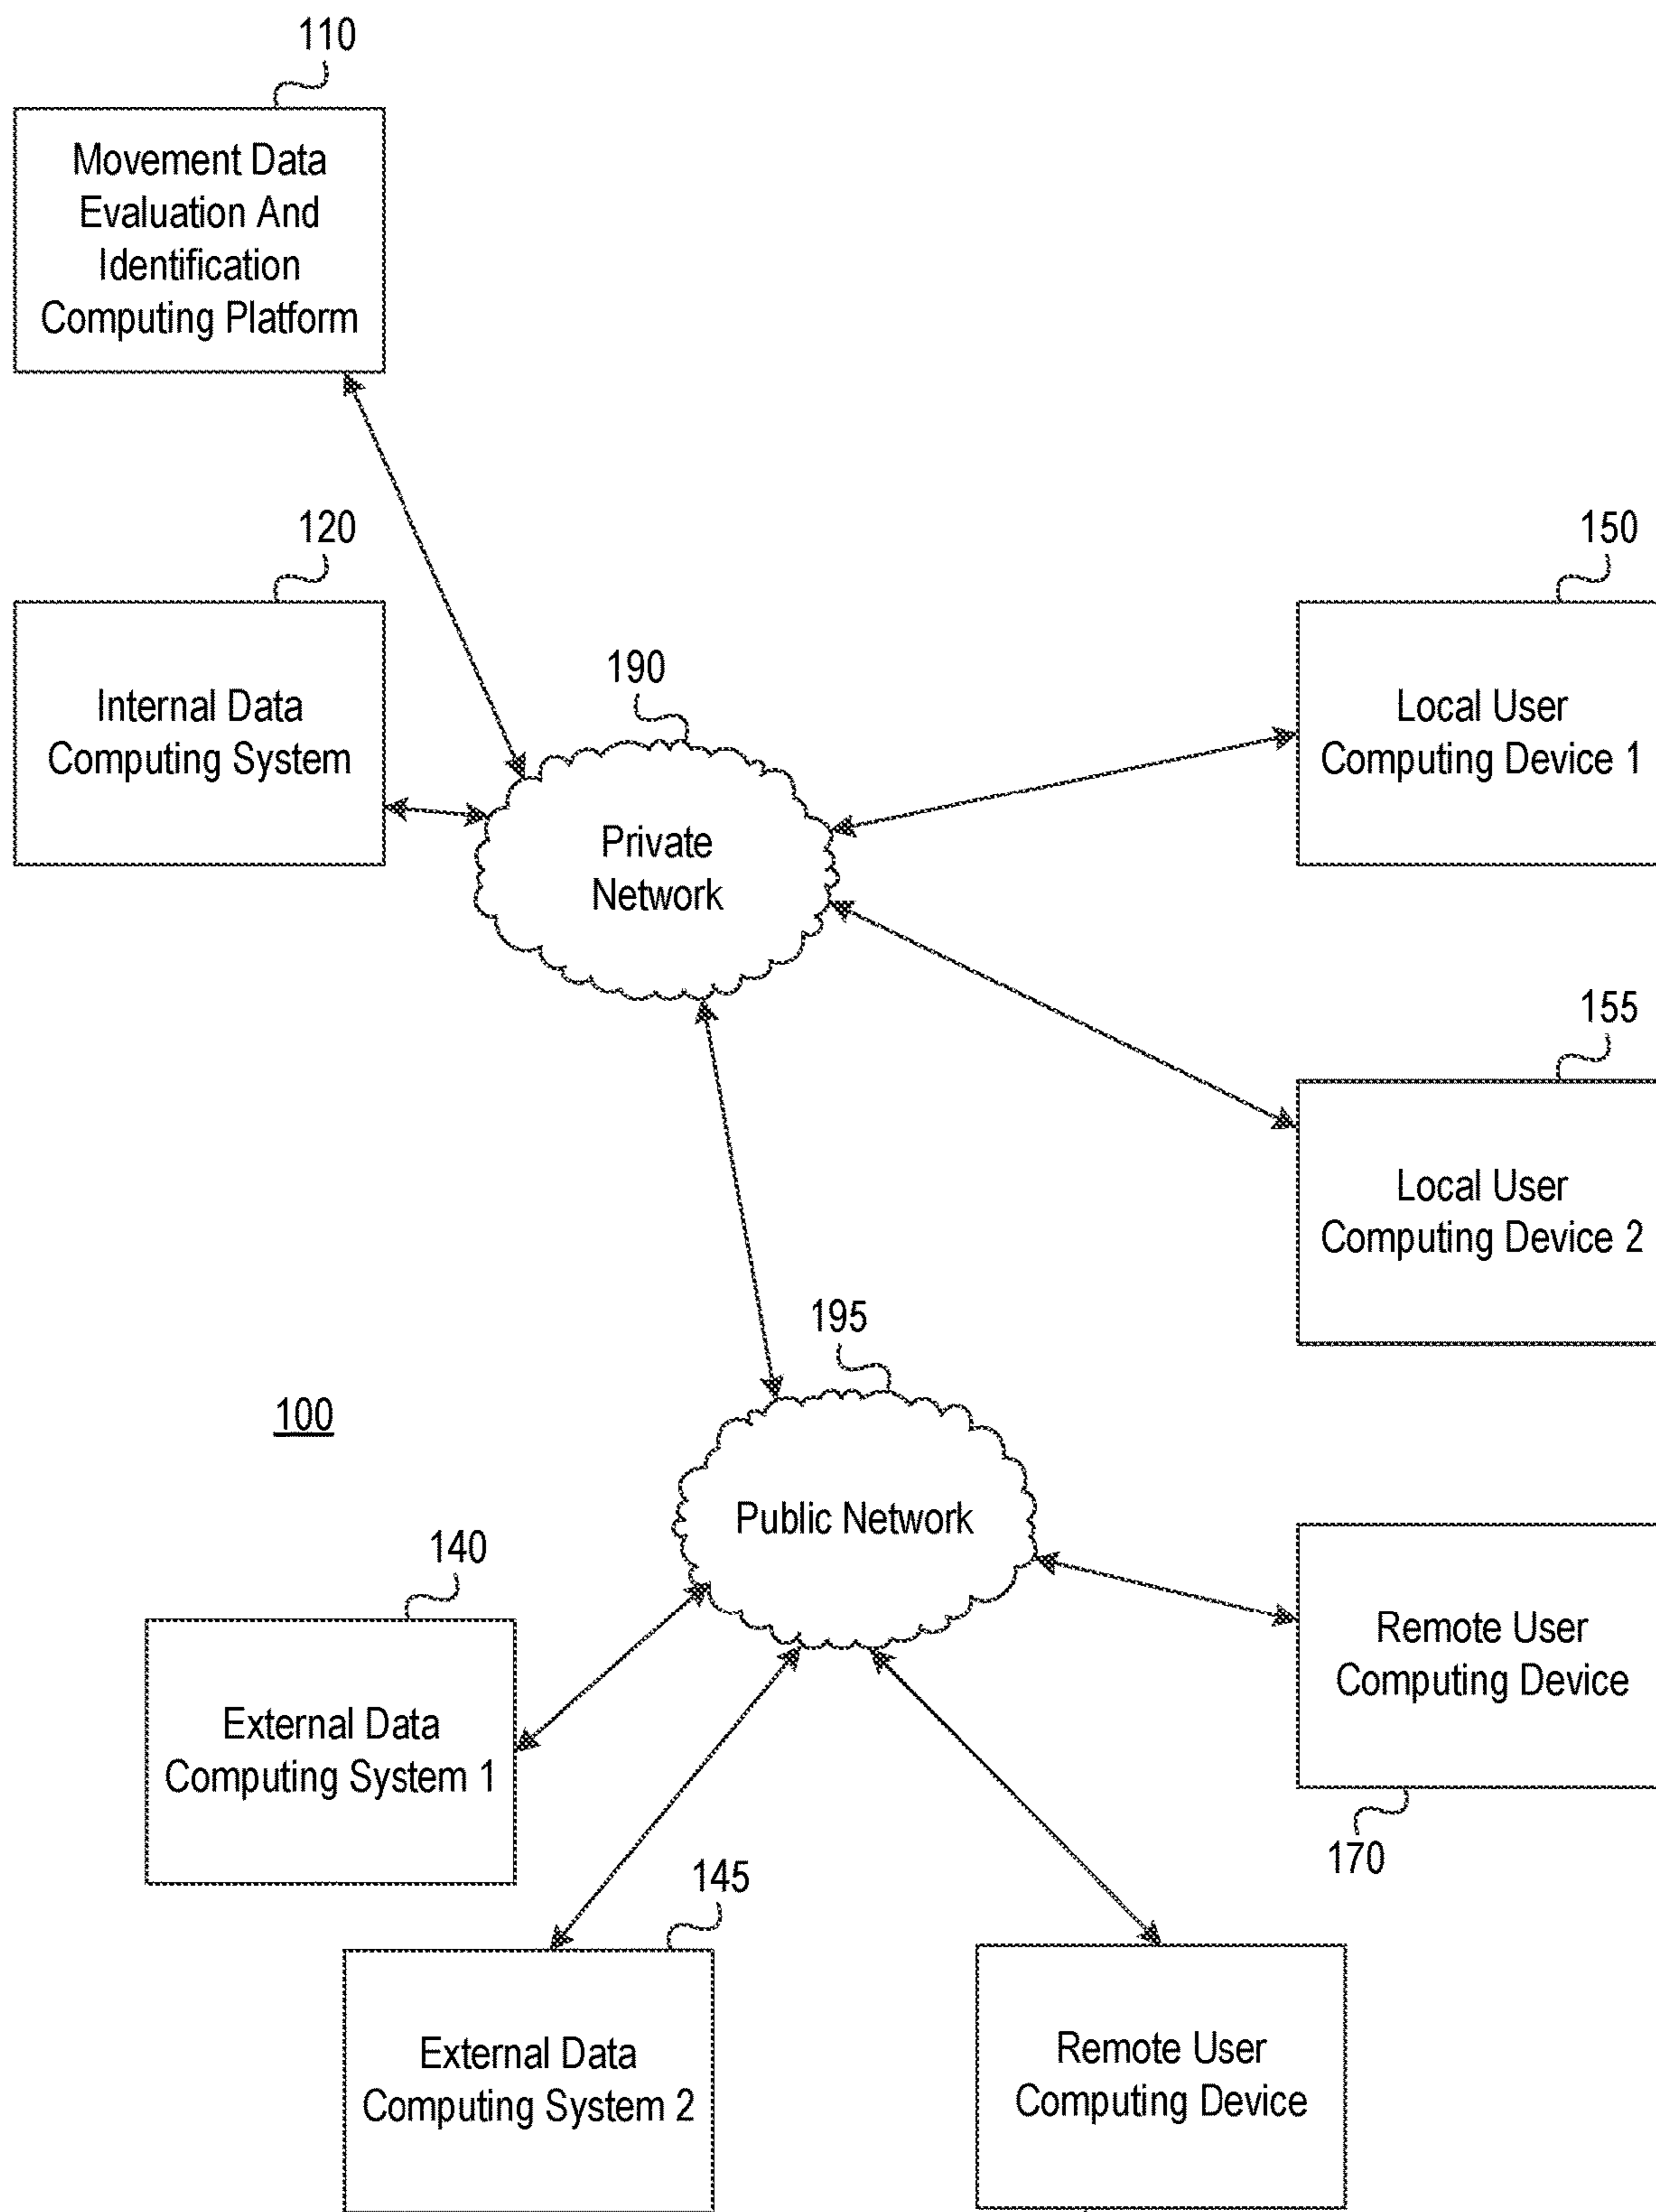 110
Movement Data
Evaluation And
Identification
Computing Platform
120
Internal Data
Computing System
190
Private
Network
150
Local User
Computing Device 1
155
Local User
Computing Device 2
195
Public Network
100
140
External Data
Computing System 1
145
External Data
Computing System 2
Remote User
Computing Device
170
Remote User
Computing Device